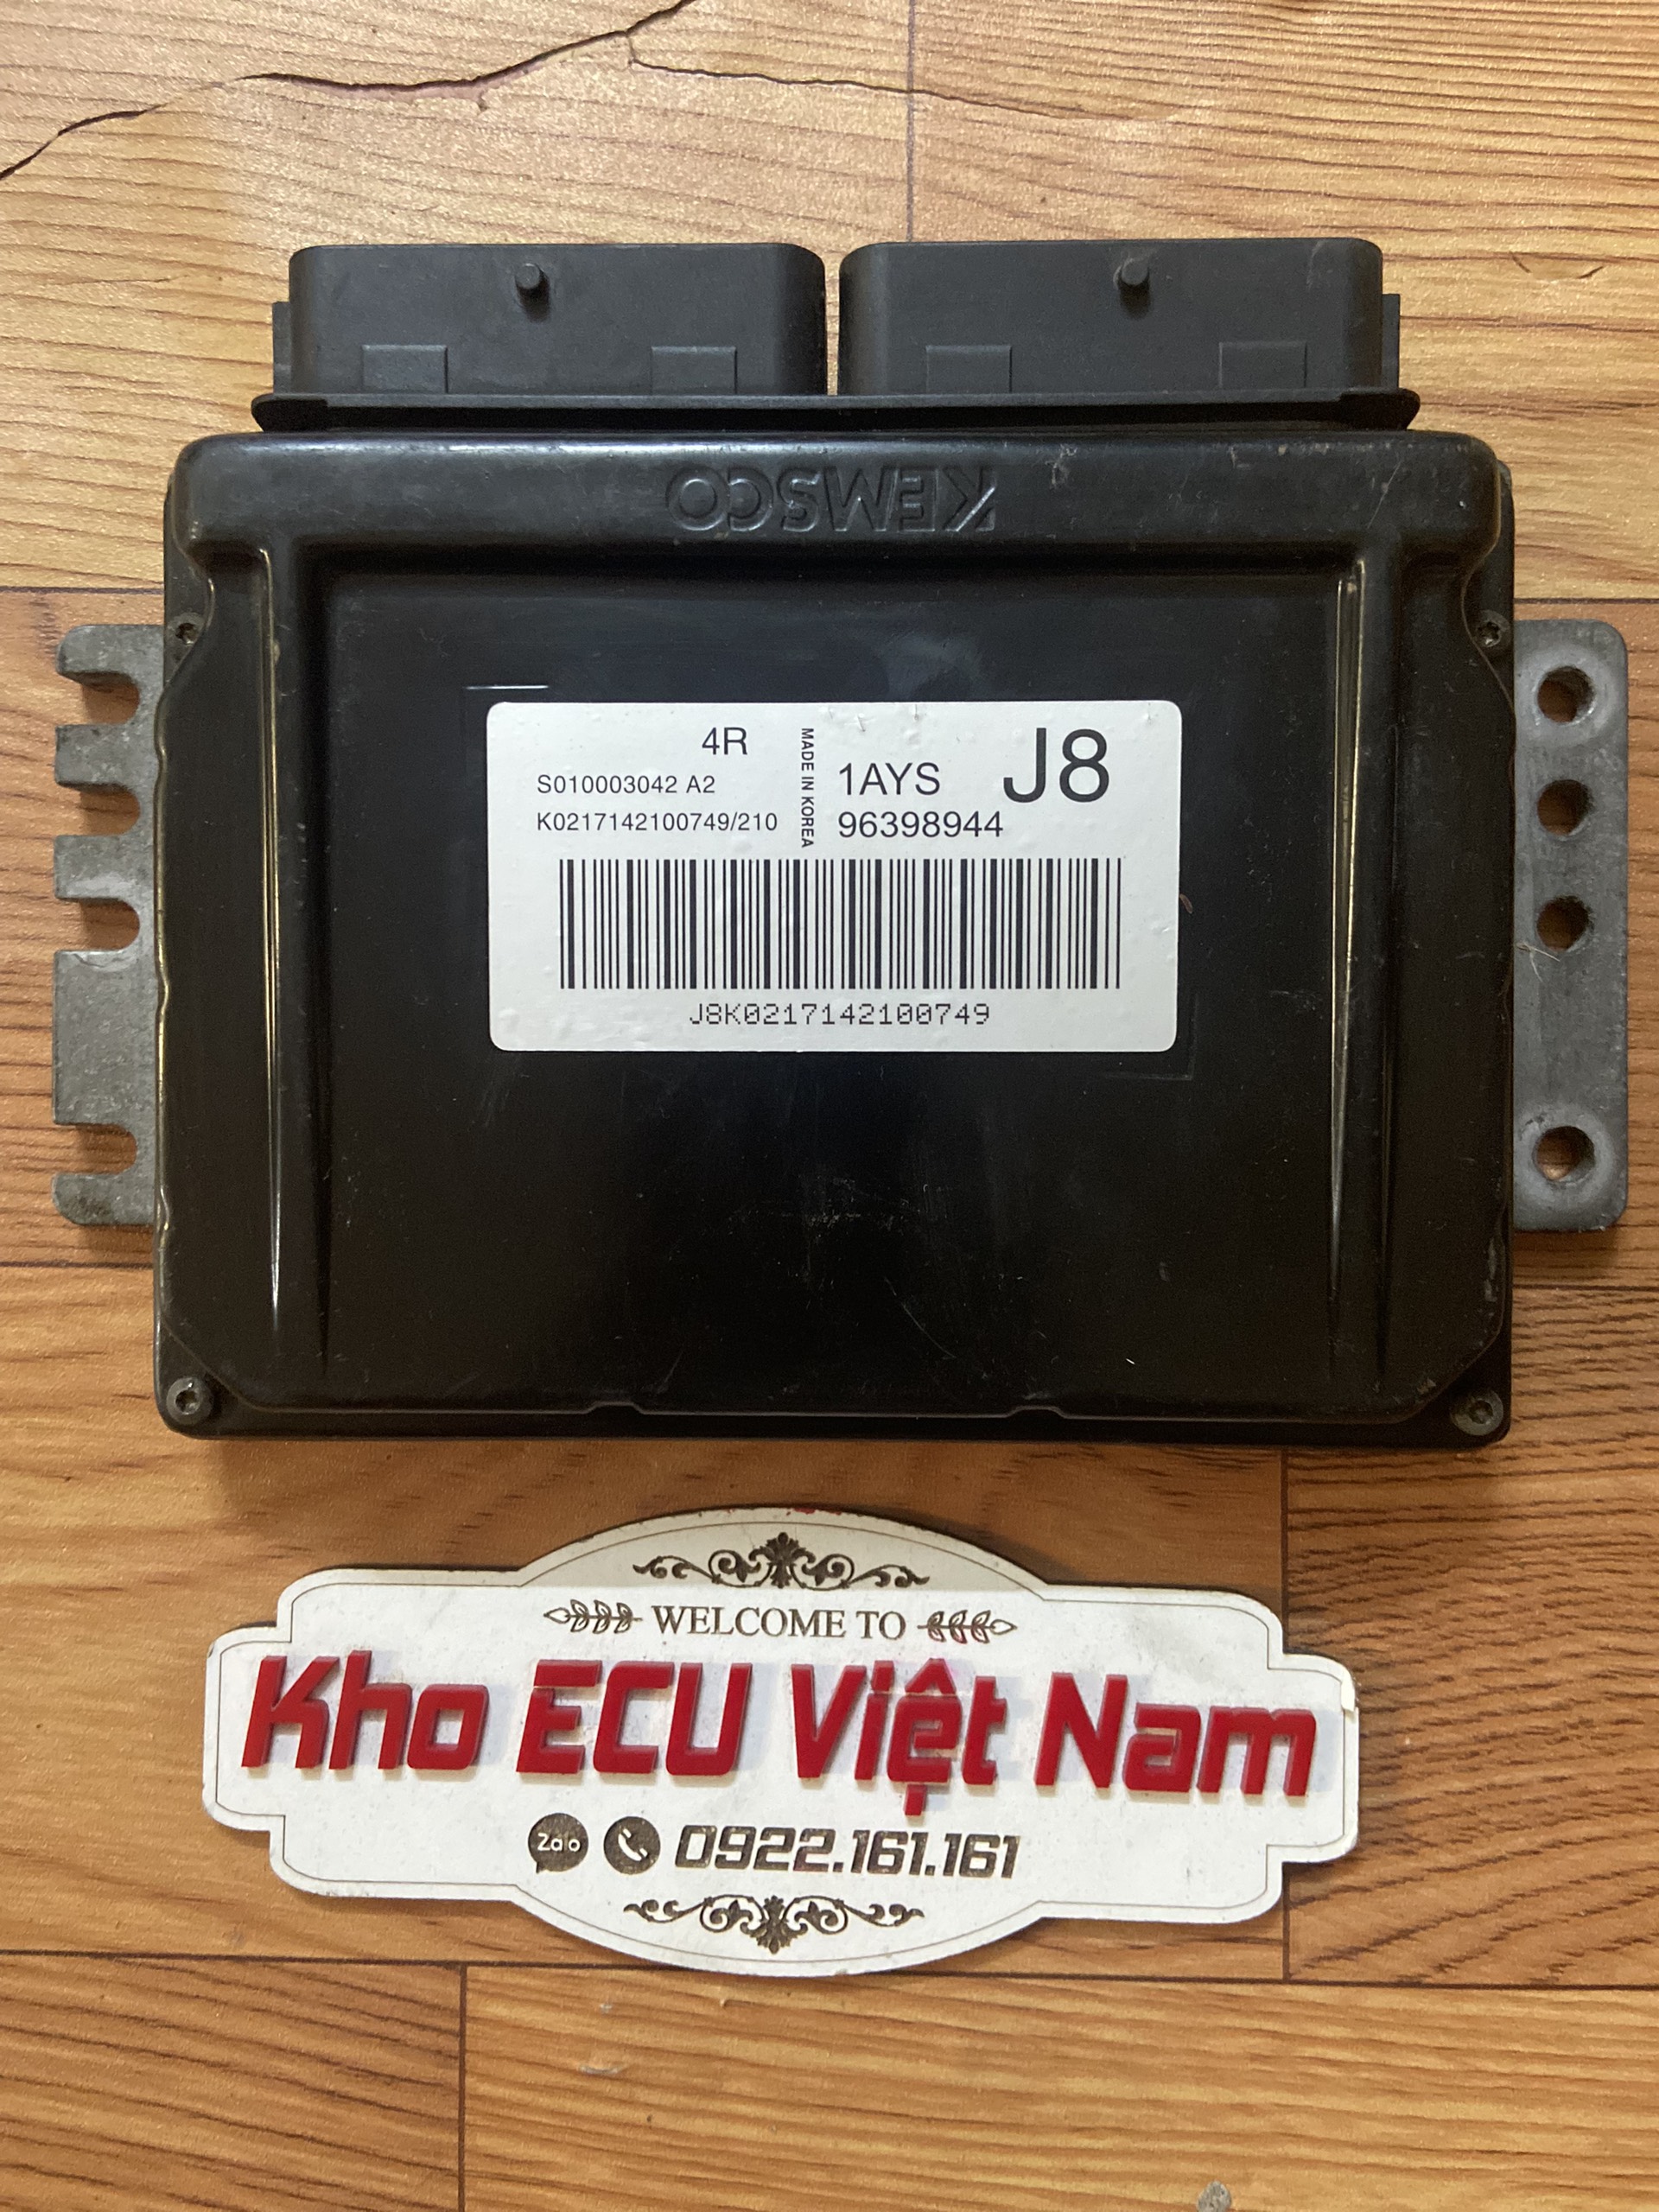 KEMSCO
4R
S010003042 A2
K0217142100749/210
MADE IN KOREA
1AYS
J8
96398944
J8K0217142100749
WELCOME TO
Kho ECU Việt Nam
Zalo
0922.161.161